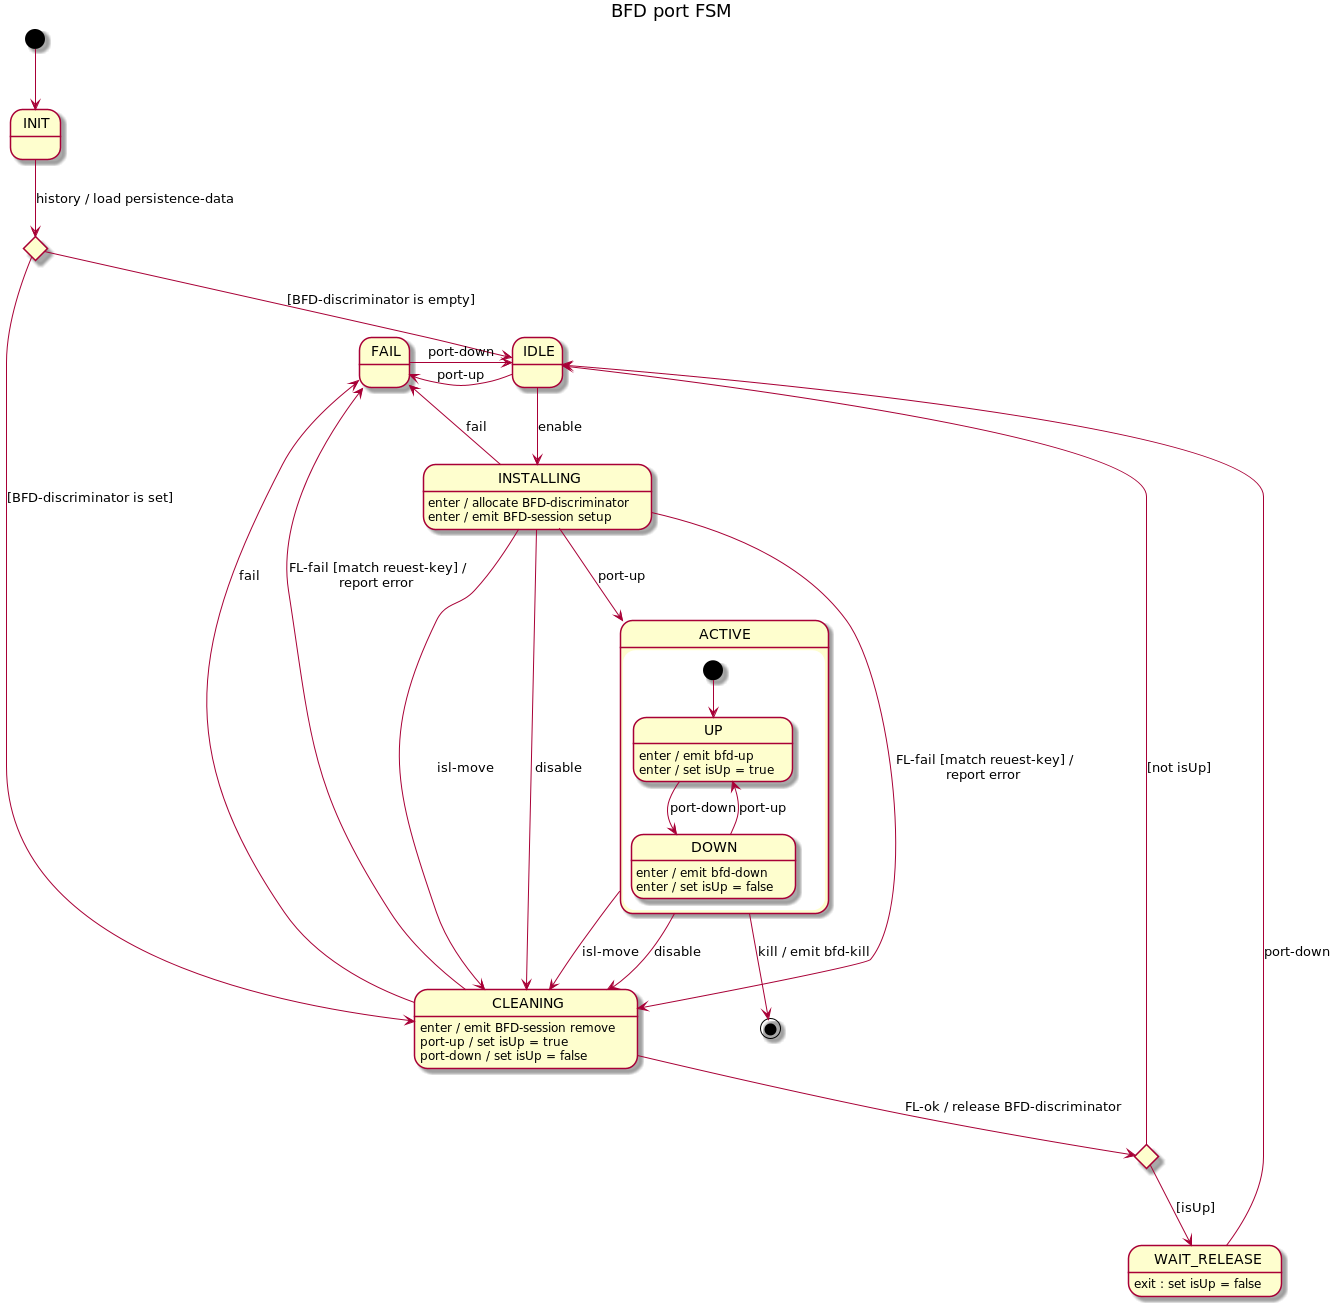 BFD port FSM
INIT
history / load persistence-data
[BFD-discriminator is empty]
FAIL
port-down
IDLE
port-up
fail
enable
INSTALLING
enter / allocate BFD-discriminator
enter / emit BFD-session setup
[BFD-discriminator is set]
fail
FL-fail [match reuest-key] /
report error
port-up
ACTIVE
UP
enter / emit bfd-up
enter / set isUp = true
isl-move
disable
FL-fail [match reuest-key] /
report error
[not isUp]
port-down
port-up
DOWN
enter / emit bfd-down
enter / set isUp = false
isl-move
disable
kill / emit bfd-kill
port-down
CLEANING
enter / emit BFD-session remove
port-up / set isUp = true
port-down / set isUp = false
FL-ok / release BFD-discriminator
[isUp]
WAIT_RELEASE
exit : set isUp = false